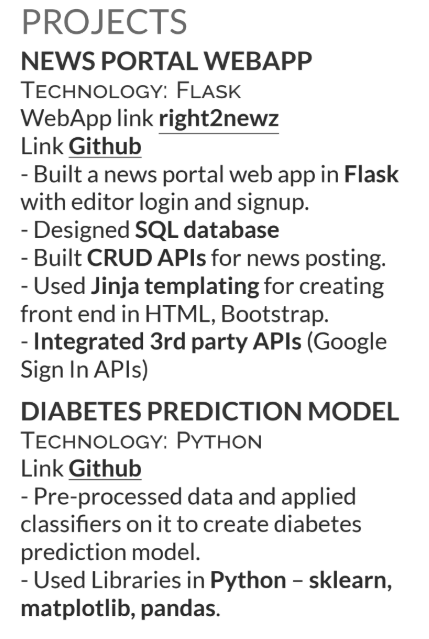 PROJECTS
NEWS PORTAL WEBAPP
TECHNOLOGY: FLASK
WebApp link right2newz
Link Github
- Built a news portal web app in Flask
with editor login and signup.
- Designed SQL database
- Built CRUD APIs for news posting.
- Used Jinja templating for creating
front end in HTML, Bootstrap.
- Integrated 3rd party APIs (Google
Sign In APIs)
DIABETES PREDICTION MODEL
TECHNOLOGY: PYTHON
Link Github
- Pre-processed data and applied
classifiers on it to create diabetes
prediction model.
- Used Libraries in Python – sklearn,
matplotlib, pandas.